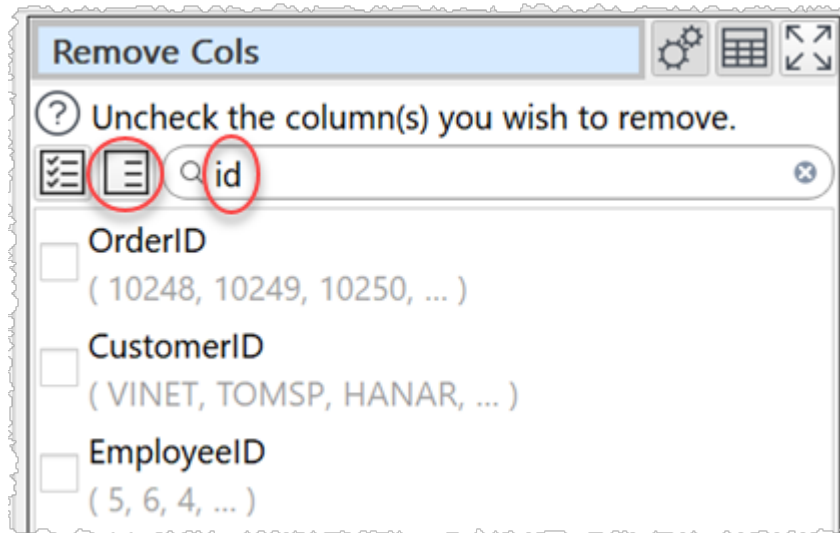 Remove Cols
? Uncheck the column(s) you wish to remove.
id
OrderID
( 10248, 10249, 10250, ... )
CustomerID
( VINET, TOMSP, HANAR, ... )
EmployeeID
( 5, 6, 4, ... )